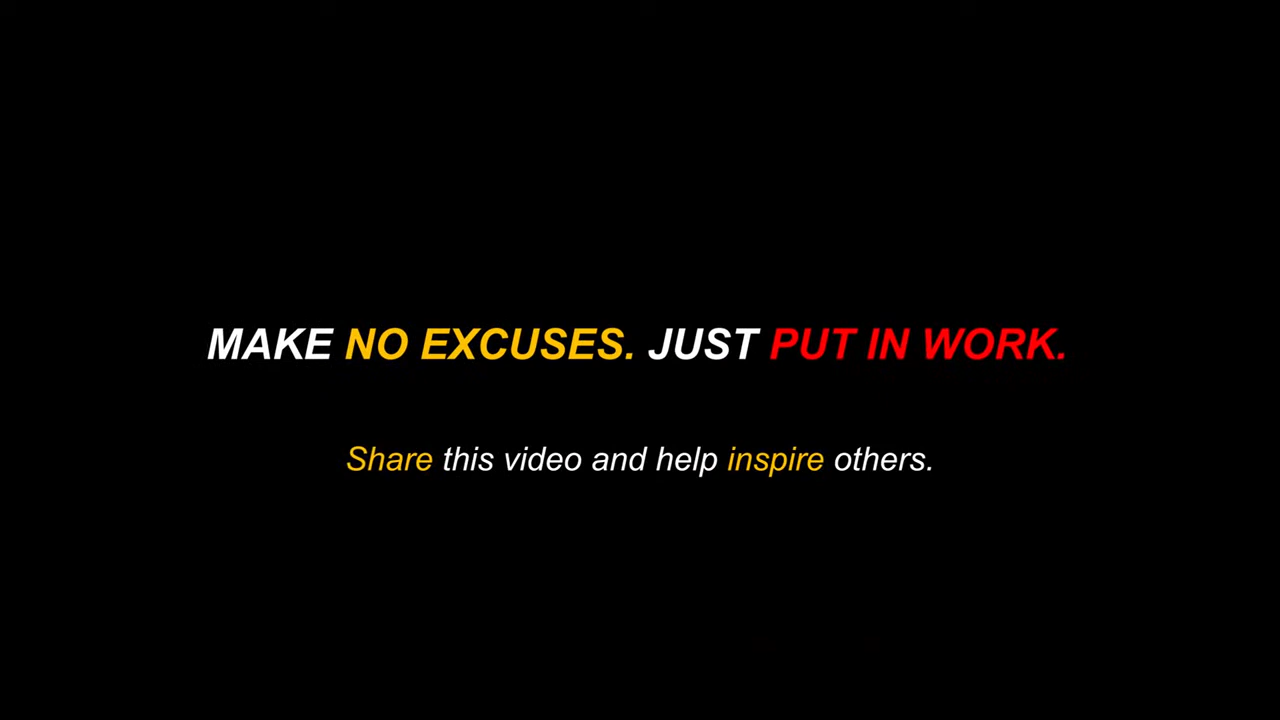 MAKE NO EXCUSES. JUST PUT IN WORK.
Share this video and help inspire others.